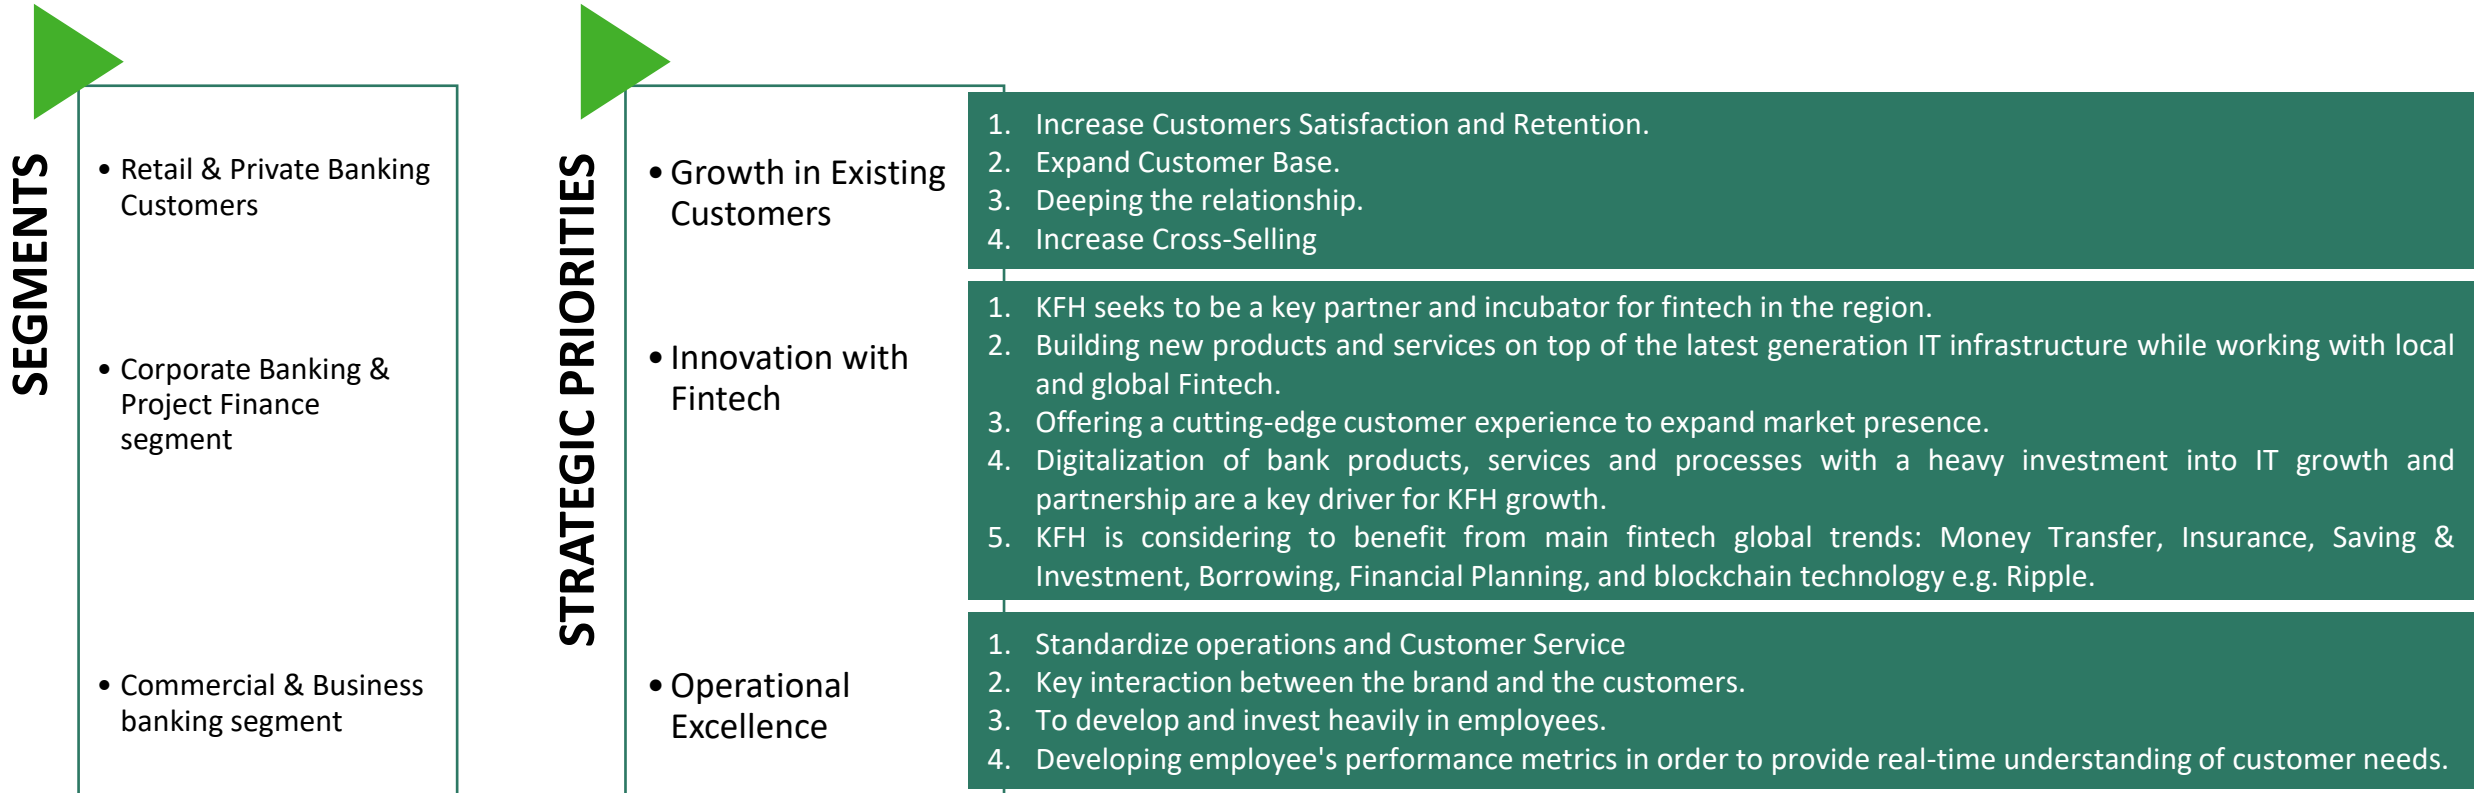 SEGMENTS
• Retail & Private Banking
Customers
• Corporate Banking &
Project Finance
segment
• Commercial & Business
banking segment
STRATEGIC PRIORITIES
• Growth in Existing
Customers
1. Increase Customers Satisfaction and Retention.
2. Expand Customer Base.
3. Deeping the relationship.
4. Increase Cross-Selling
• Innovation with
Fintech
1. KFH seeks to be a key partner and incubator for fintech in the region.
2. Building new products and services on top of the latest generation IT infrastructure while working with local
and global Fintech.
3. Offering a cutting-edge customer experience to expand market presence.
4. Digitalization of bank products, services and processes with a heavy investment into IT growth and
partnership are a key driver for KFH growth.
5. KFH is considering to benefit from main fintech global trends: Money Transfer, Insurance, Saving &
Investment, Borrowing, Financial Planning, and blockchain technology e.g. Ripple.
• Operational
Excellence
1. Standardize operations and Customer Service
2. Key interaction between the brand and the customers.
3. To develop and invest heavily in employees.
4. Developing employee's performance metrics in order to provide real-time understanding of customer needs.